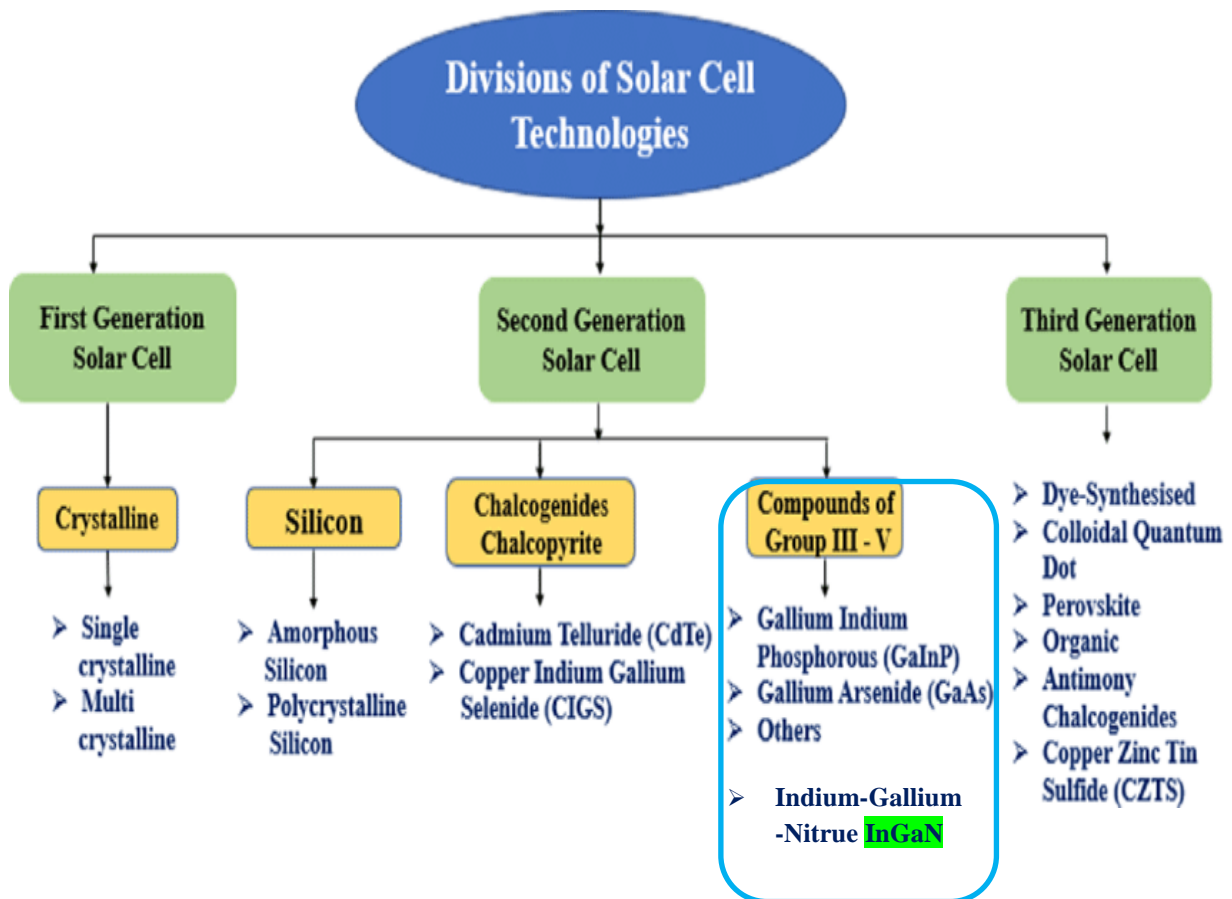 Divisions of Solar Cell
Technologies
First Generation
Solar Cell
Second Generation
Solar Cell
Third Generation
Solar Cell
Crystalline
➢ Single
crystalline
➢ Multi
crystalline
Silicon
➢ Amorphous
Silicon
➢ Polycrystalline
Silicon
Chalcogenides
Chalcopyrite
➢ Cadmium Telluride (CdTe)
➢ Copper Indium Gallium
Selenide (CIGS)
Compounds of
Group III - V
➢ Gallium Indium
Phosphorous (GaInP)
➢ Gallium Arsenide (GaAs)
➢ Others
➢ Indium-Gallium
-Nitrue InGaN
➢ Dye-Synthesised
➢ Colloidal Quantum
Dot
➢ Perovskite
➢ Organic
➢ Antimony
Chalcogenides
➢ Copper Zinc Tin
Sulfide (CZTS)